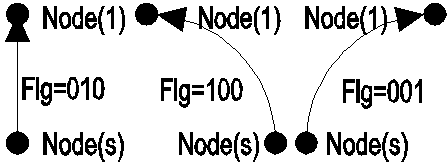 Node(1) Node(1) Node(1)
Flg=010 Flg=100 Flg=001
Node(s) Node(s) Node(s)